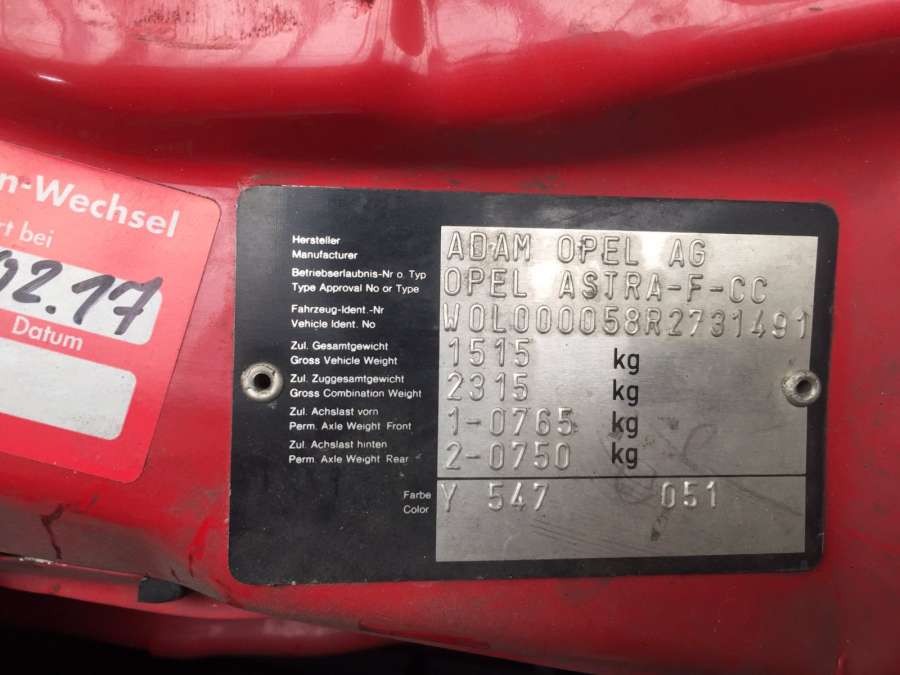 n-Wechsel
rt bei
02.17
Datum
Hersteller
Manufacturer
ADAM OPEL AG
Betriebserlaubnis-Nr o. Typ
Type Approval No or Type
OPEL ASTRA-F-CC
Fahrzeug-Ident.-Nr
Vehicle Ident. No
W0L000058R2731491
Zul. Gesamtgewicht
Gross Vehicle Weight
1515 kg
Zul. Zuggesamtgewicht
Gross Combination Weight
2315 kg
Zul. Achslast vorn
Perm. Axle Weight Front
1-0765 kg
Zul. Achslast hinten
Perm. Axle Weight Rear
2-0750 kg
Farbe
Color
Y 547 051